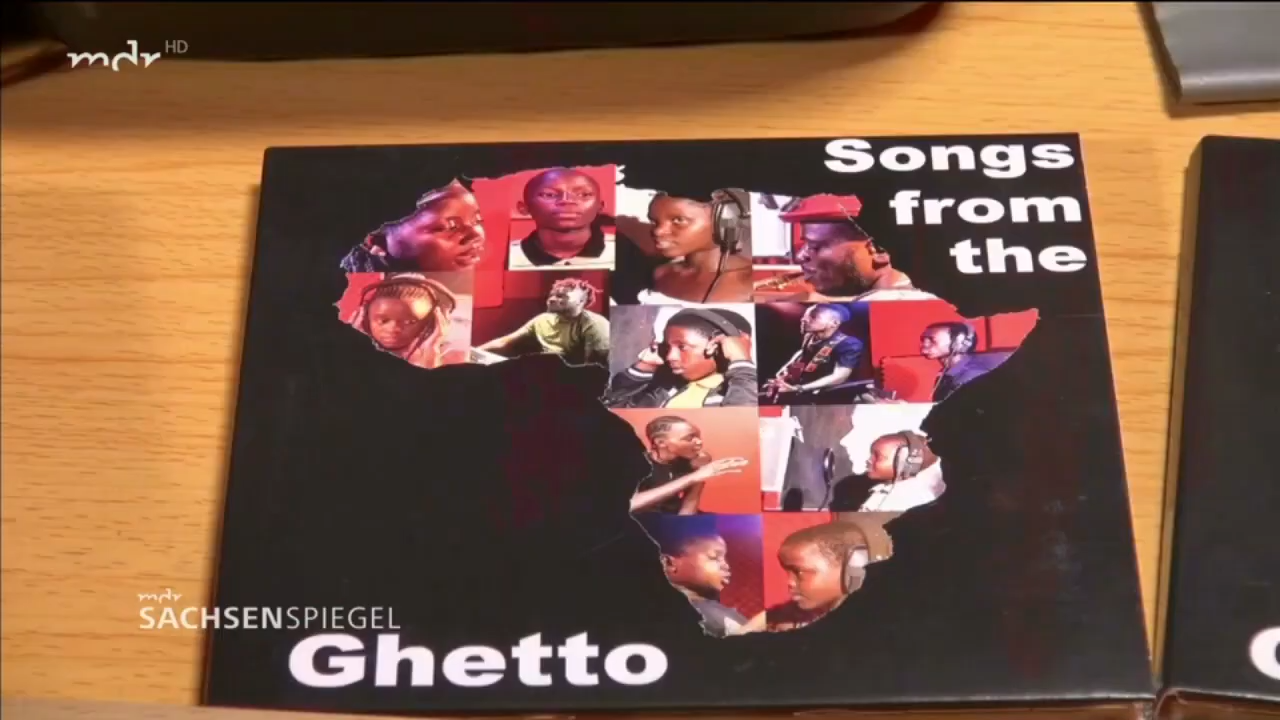 mdr HD
Songs
from
the
mdr
SACHSENSPIEGEL
Ghetto